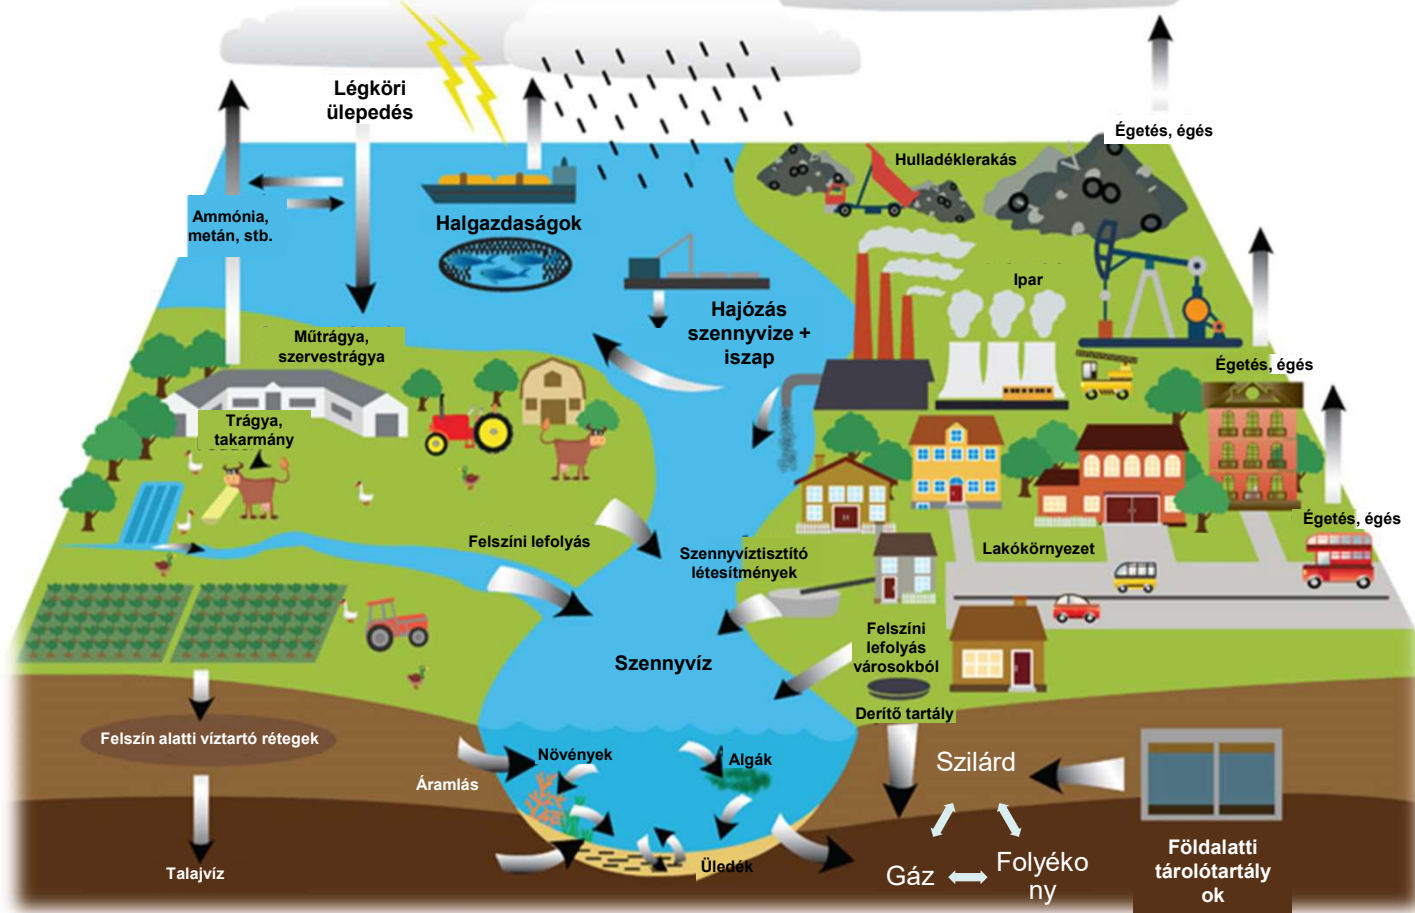 Légköri
ülepedés
Égetés, égés
Hulladéklerakás
Ammónia,
metán, stb.
Halgazdaságok
Ipar
Hajózás
szennyvize +
iszap
Műtrágya,
szervestrágya
Égetés, égés
Trágya,
takarmány
Felszíni lefolyás
Szennyvíztisztító
létesítmények
Lakókörnyezet
Égetés, égés
Felszíni
lefolyás
városokból
Szennyvíz
Derítő tartály
Felszín alatti víztartó rétegek
Növények
Algák
Áramlás
Szilárd
Üledék
Talajvíz
Gáz
Folyéko
ny
Földalatti
tárolótartály
ok